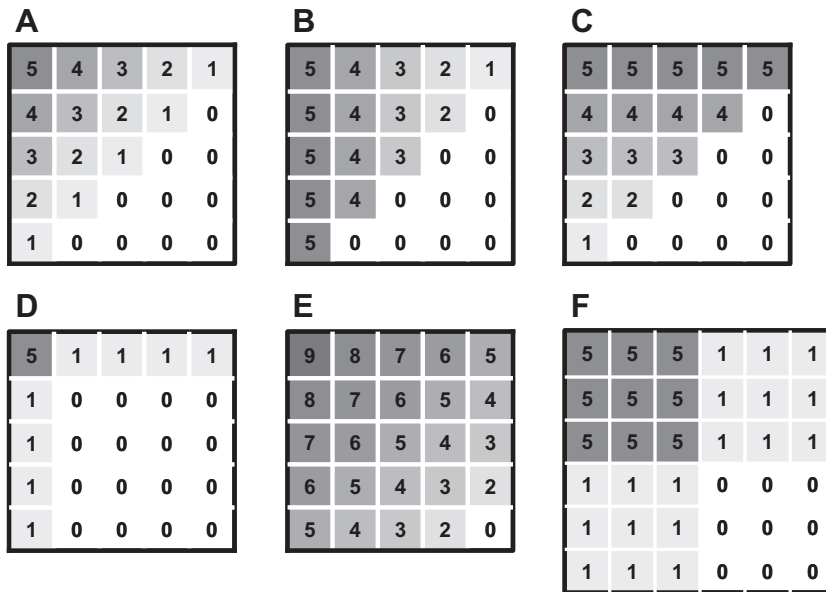 A B C
5 4 3 2 1 5 4 3 2 1 5 5 5 5 5
4 3 2 1 0 5 4 3 2 0 4 4 4 4 0
3 2 1 0 0 5 4 3 0 0 3 3 3 0 0
2 1 0 0 0 5 4 0 0 0 2 2 0 0 0
1 0 0 0 0 5 0 0 0 0 1 0 0 0 0
D E F
5 1 1 1 1 9 8 7 6 5 5 5 5 1 1 1
1 0 0 0 0 8 7 6 5 4 5 5 5 1 1 1
1 0 0 0 0 7 6 5 4 3 5 5 5 1 1 1
1 0 0 0 0 6 5 4 3 2 1 1 1 0 0 0
1 0 0 0 0 5 4 3 2 0 1 1 1 0 0 0
1 1 1 0 0 0